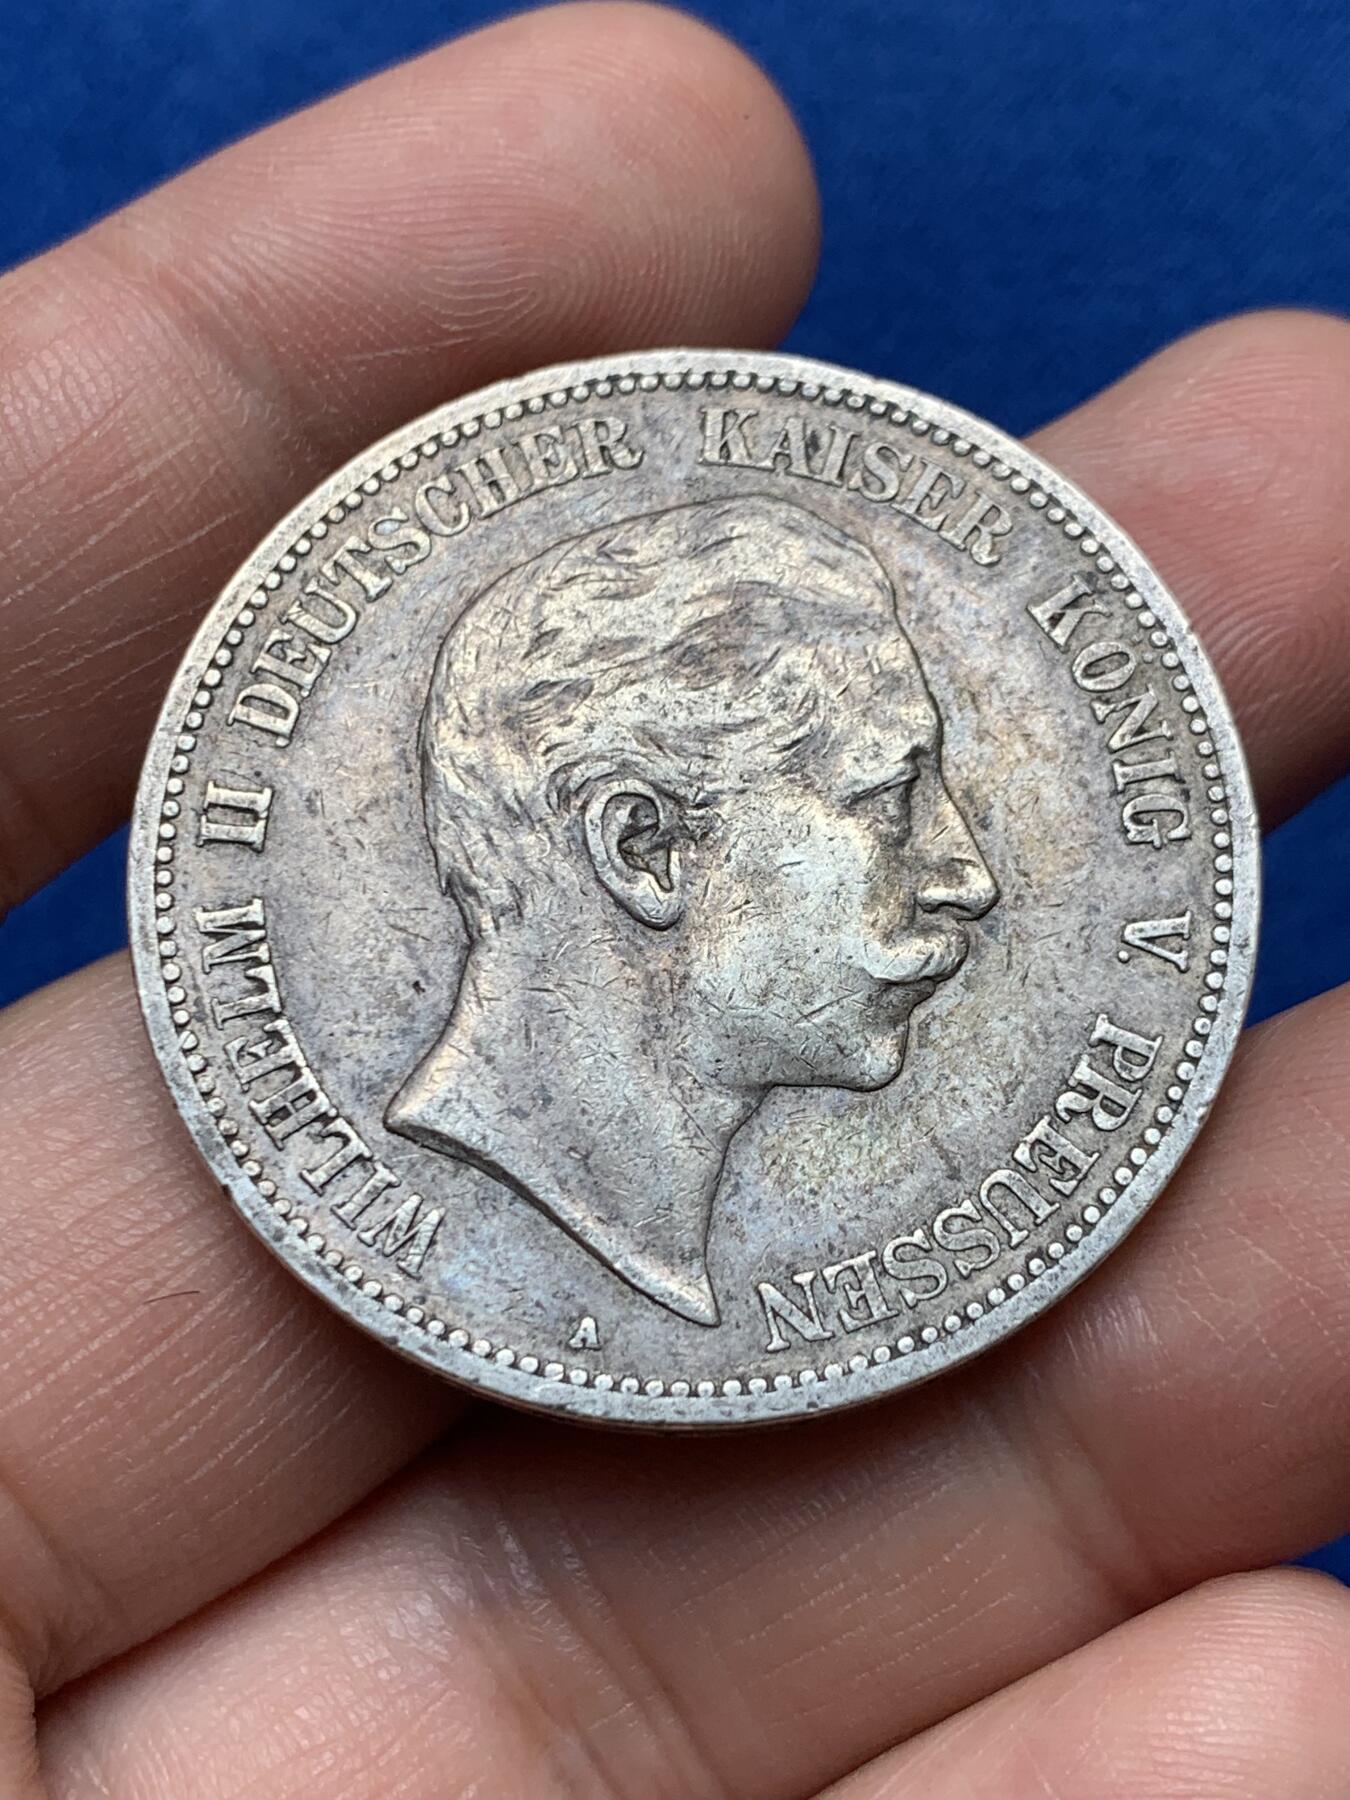 WILHELM II DEUTSCHER KAISER KÖNIG V. PREUSSEN
A